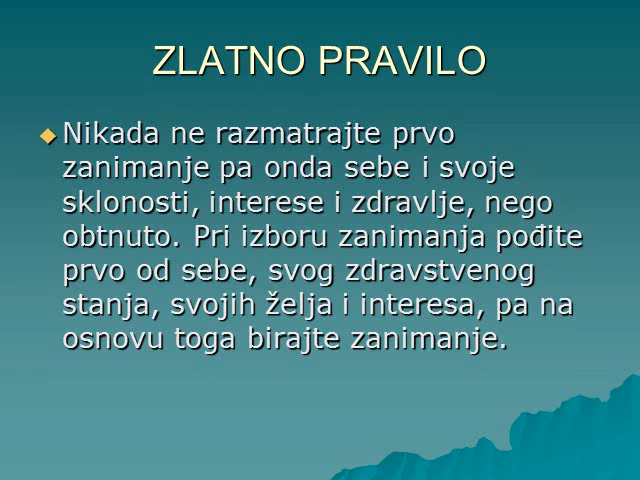 ZLATNO PRAVILO
Nikada ne razmatrajte prvo
zanimanje pa onda sebe i svoje
sklonosti, interese i zdravlje, nego
obtnuto. Pri izboru zanimanja pođite
prvo od sebe, svog zdravstvenog
stanja, svojih želja i interesa, pa na
osnovu toga birajte zanimanje.